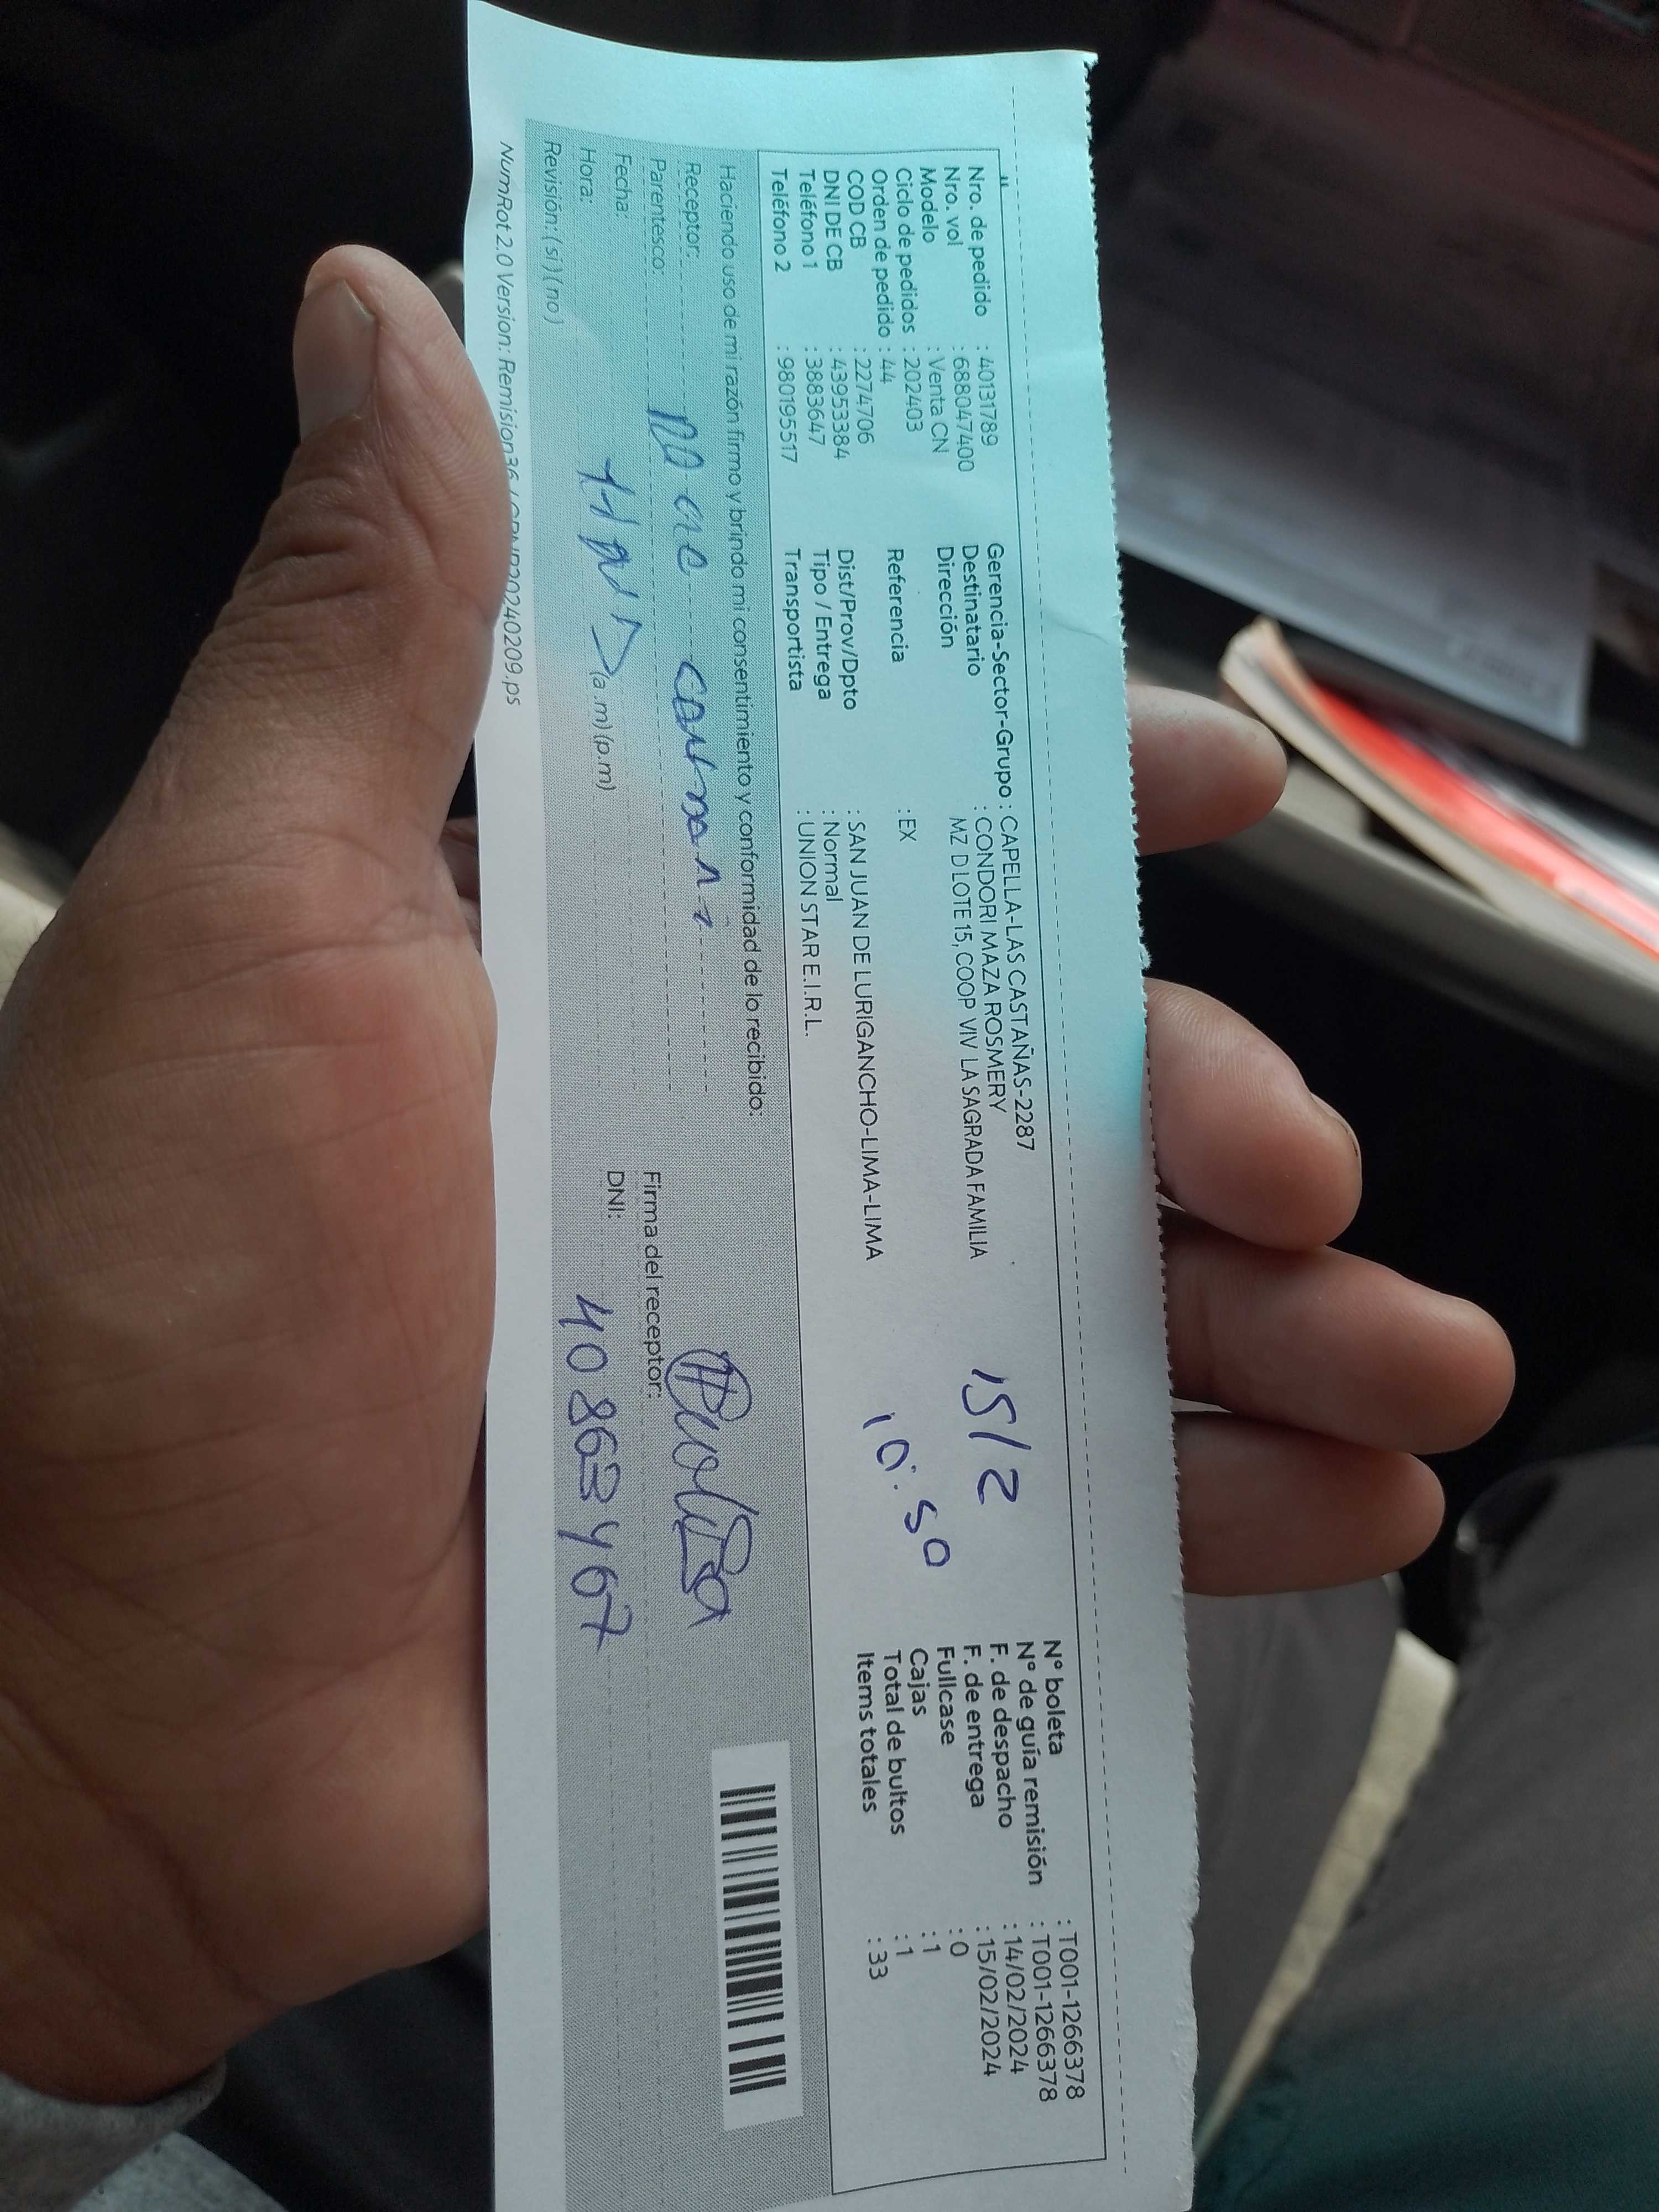 Nro. de pedido : 40131789
Nro. vol : 688047400
Modelo : Venta CN
Ciclo de pedidos : 202403
Orden de pedido : 44
COD CB : 2274706
DNI DE CB : 43953384
Teléfono 1 : 3883647
Teléfono 2 : 980195517
Gerencia-Sector-Grupo : CAPELLA-LAS CASTAÑAS-2287
Destinatario : CONDORI MAZA ROSMERY
Dirección : MZ D LOTE 15, COOP VIV LA SAGRADA FAMILIA
Referencia : EX
Dist/Prov/Dpto : SAN JUAN DE LURIGANCHO-LIMA-LIMA
Tipo / Entrega : Normal
Transportista : UNION STAR E.I.R.L.
15/2
10:50
N° boleta : T001-1266378
N° de guía remisión : T001-1266378
F. de despacho : 14/02/2024
F. de entrega : 15/02/2024
Fullcase : 0
Cajas : 1
Total de bultos : 1
Items totales : 33
Haciendo uso de mi razón firmo y brindo mi consentimiento y conformidad de lo recibido:
Receptor:
Parentesco:
Fecha:
Hora: (a.m) (p.m)
Revisión: (si) (no)
Firma del receptor:
DNI: 40863467
NumRot 2.0 Version: Remision36
20240209.ps